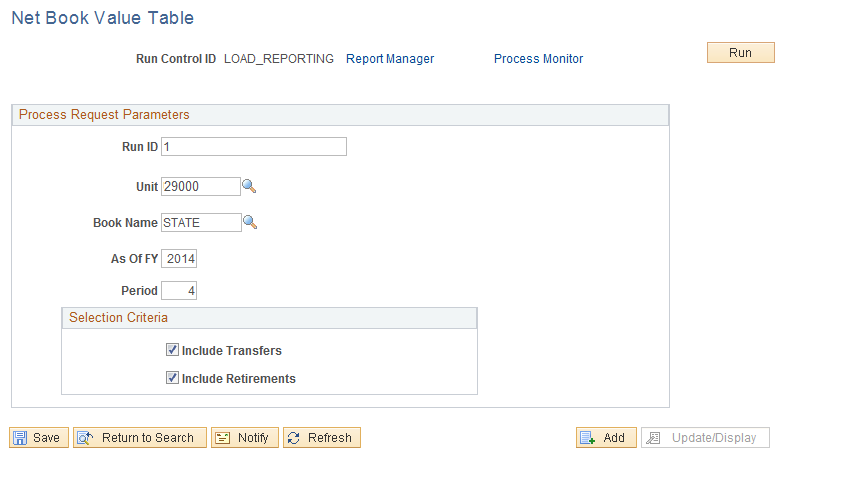 Net Book Value Table
Run Control ID LOAD_REPORTING Report Manager Process Monitor Run
Process Request Parameters
Run ID 1
Unit 29000
Book Name STATE
As Of FY 2014
Period 4
Selection Criteria
Include Transfers
Include Retirements
Save Return to Search Notify Refresh Add Update/Display